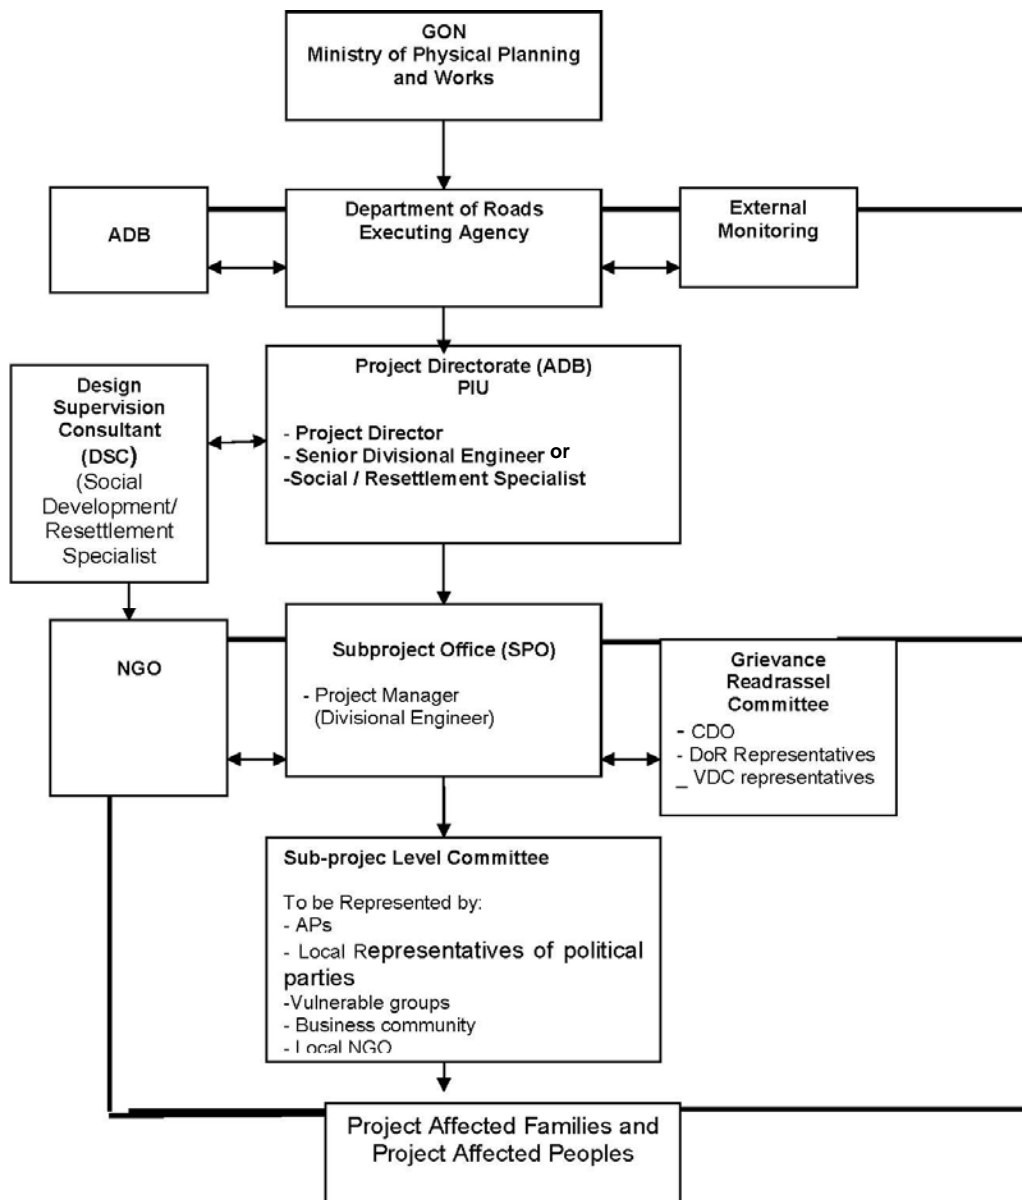 GON
Ministry of Physical Planning
and Works
ADB
Department of Roads
Executing Agency
External
Monitoring
Design
Supervision
Consultant
(DSC)
(Social
Development/
Resettlement
Specialist
Project Directorate (ADB)
PIU
- Project Director
- Senior Divisional Engineer or
-Social / Resettlement Specialist
NGO
Subproject Office (SPO)
- Project Manager
(Divisional Engineer)
Grievance
Readrassel
Committee
- CDO
- DoR Representatives
_ VDC representatives
Sub-projec Level Committee
To be Represented by:
- APs
- Local Representatives of political
parties
-Vulnerable groups
- Business community
- Local NGO
Project Affected Families and
Project Affected Peoples